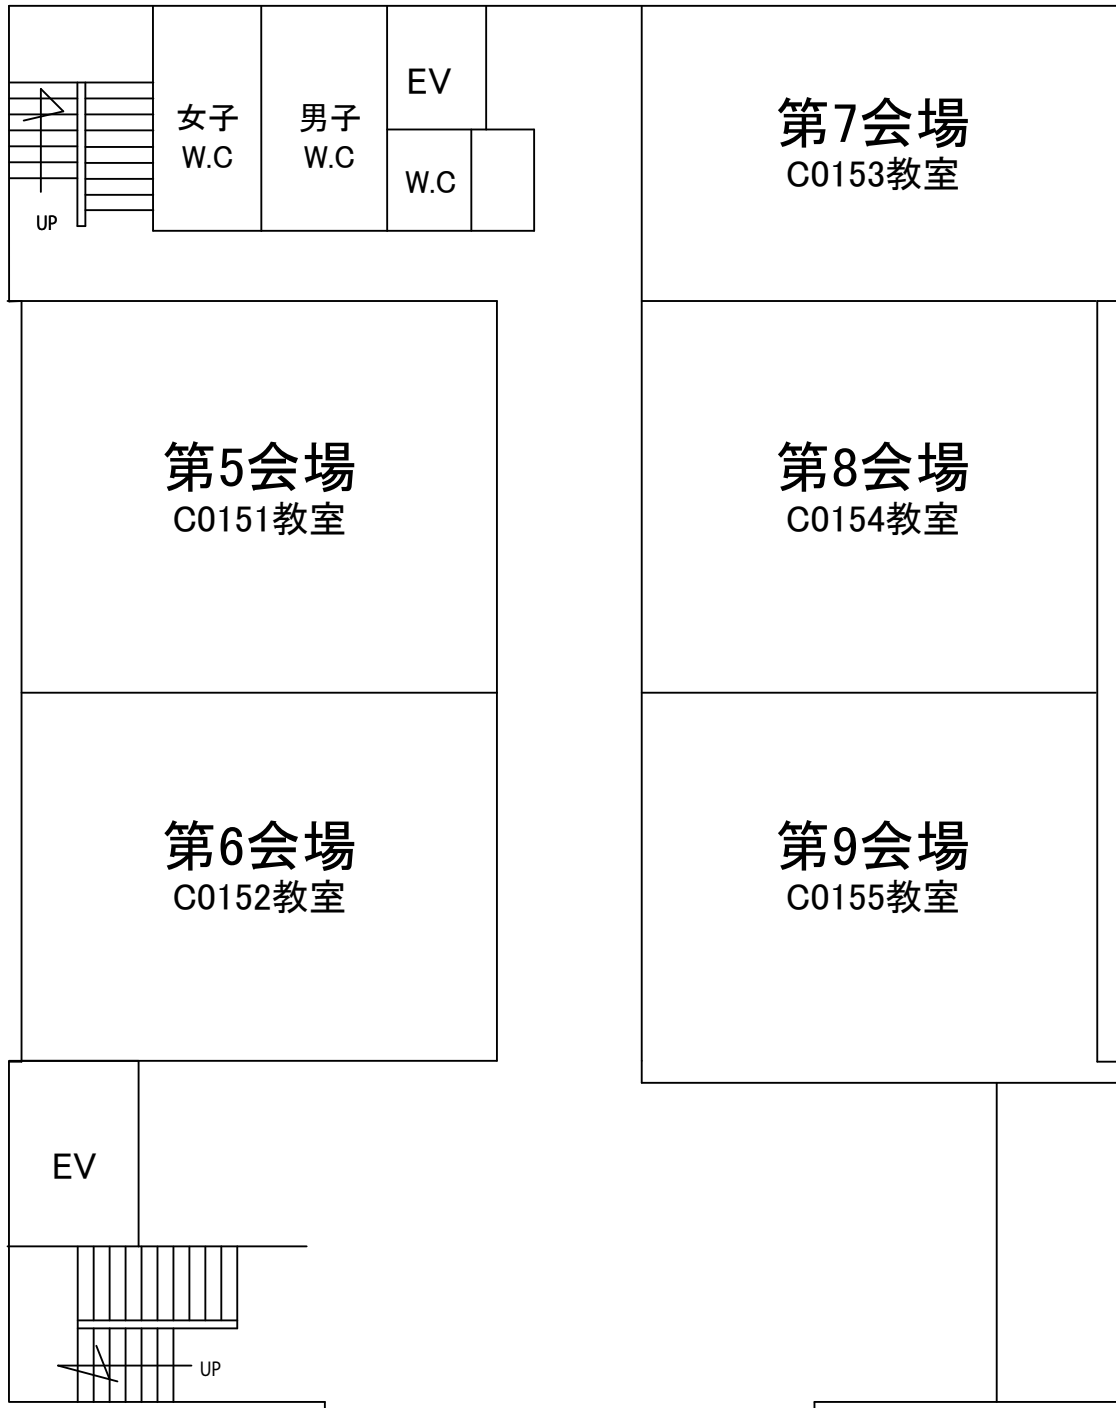 EV
女子
W.C
男子
W.C
W.C
UP
第7会場
C0153教室
第5会場
C0151教室
第8会場
C0154教室
第6会場
C0152教室
第9会場
C0155教室
EV
UP